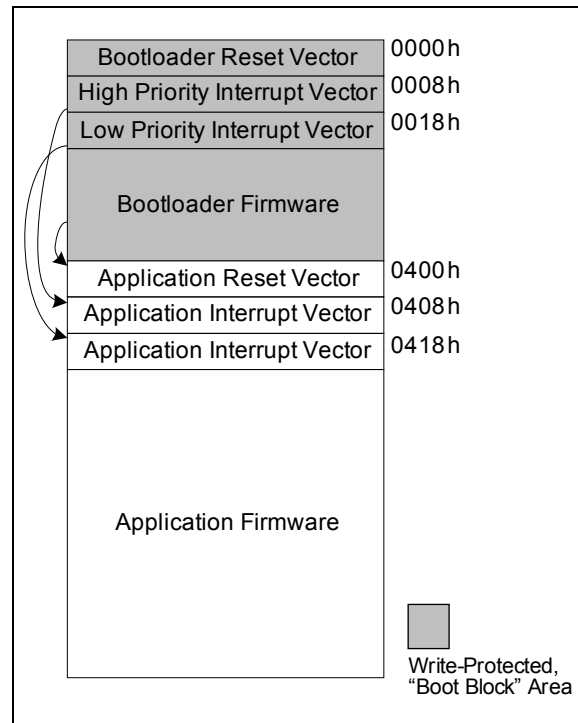 Bootloader Reset Vector 0000h
High Priority Interrupt Vector 0008h
Low Priority Interrupt Vector 0018h
Bootloader Firmware
Application Reset Vector 0400h
Application Interrupt Vector 0408h
Application Interrupt Vector 0418h
Application Firmware
Write-Protected,
“Boot Block” Area